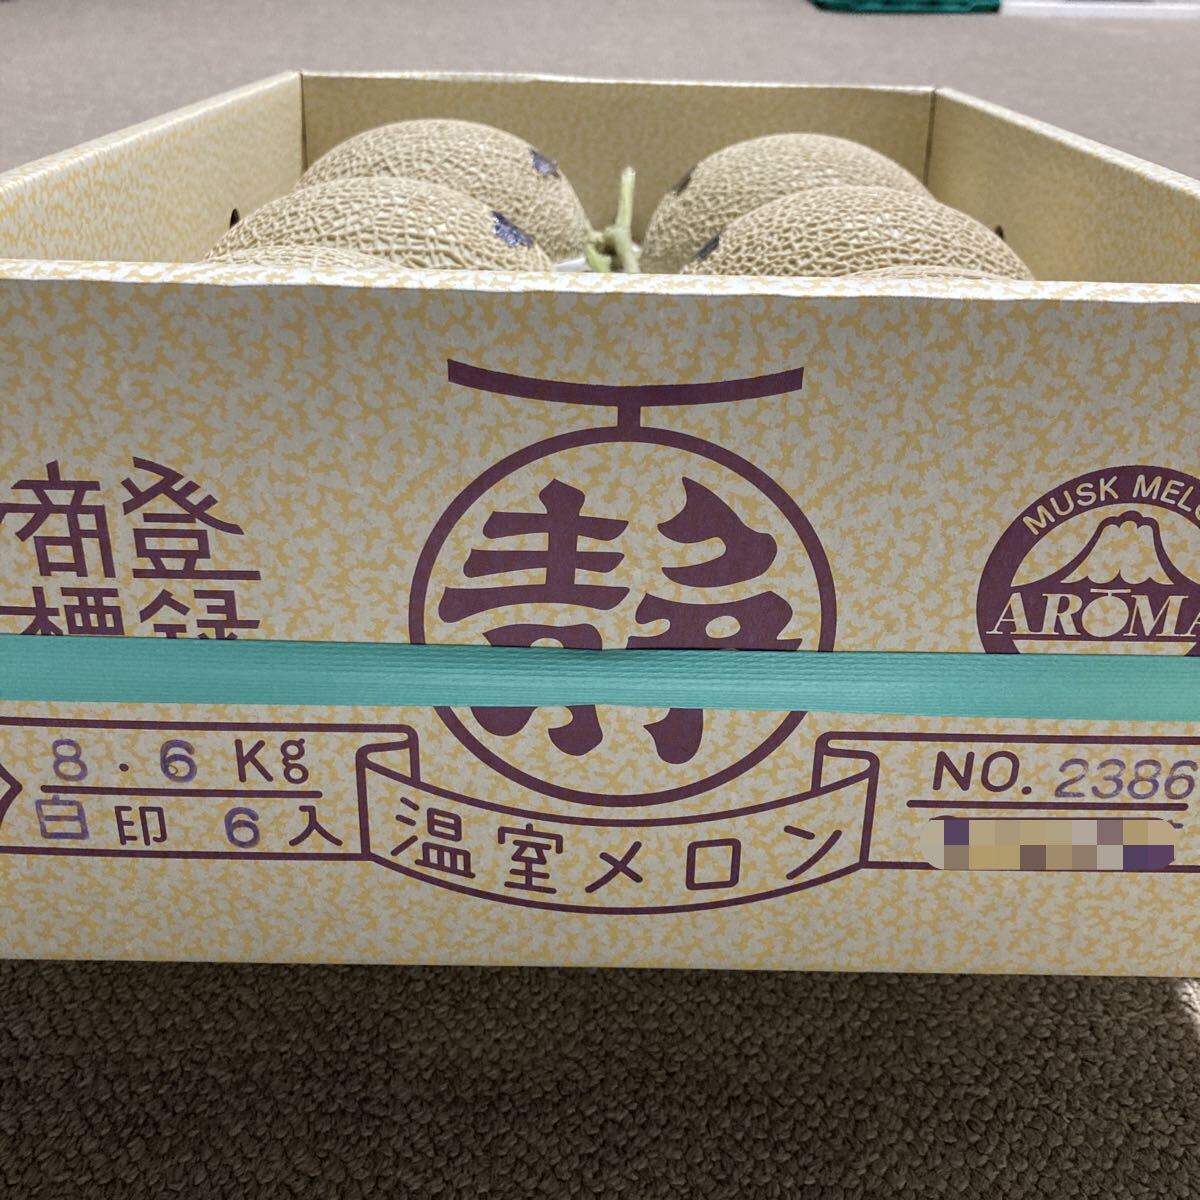 登録
商標
静
MUSK MELO
AROMA
8.6Kg
白印 6入
温室メロン
NO. 2386